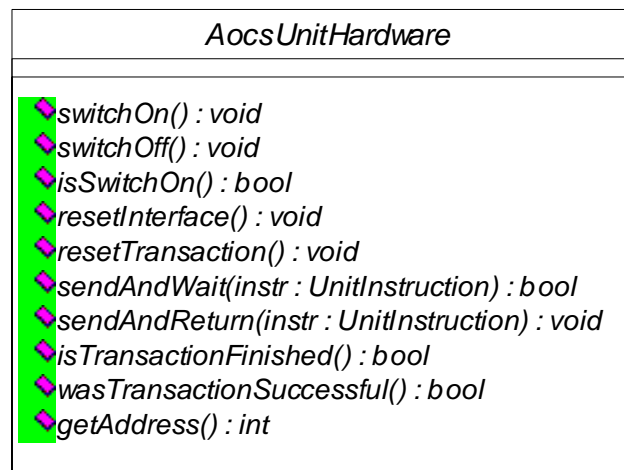 AocsUnitHardware
switchOn() : void
switchOff() : void
isSwitchOn() : bool
resetInterface() : void
resetTransaction() : void
sendAndWait(instr : UnitInstruction) : bool
sendAndReturn(instr : UnitInstruction) : void
isTransactionFinished() : bool
wasTransactionSuccessful() : bool
getAddress() : int